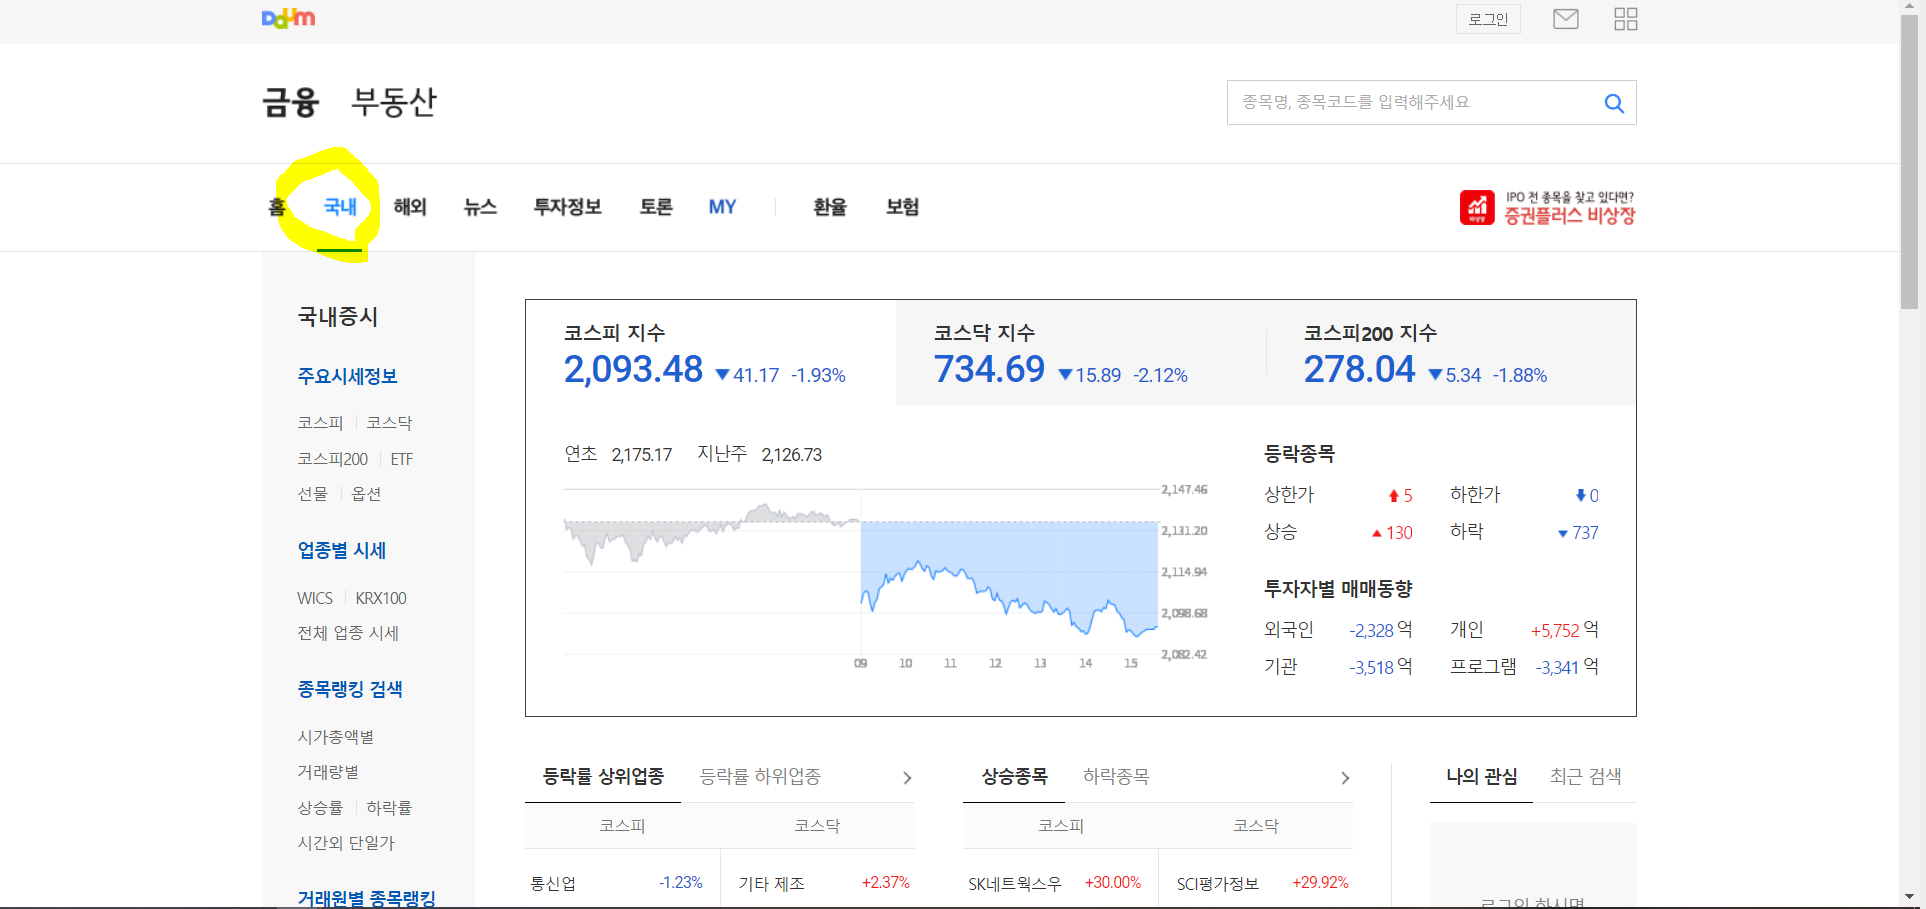 Daum
로그인
금융 부동산
종목명, 종목코드를 입력해주세요
홈 국내 해외 뉴스 투자정보 토론 MY 환율 보험
비상장
IPO 전 종목을 찾고 있다면?
증권플러스 비상장
국내증시
주요시세정보
코스피 코스닥
코스피200 ETF
선물 옵션
업종별 시세
WICS KRX100
전체 업종 시세
종목랭킹 검색
시가총액별
거래량별
상승률 하락률
시간외 단일가
거래원별 종목랭킹
코스피 지수
2,093.48 ▼41.17 -1.93%
코스닥 지수
734.69 ▼15.89 -2.12%
코스피200 지수
278.04 ▼5.34 -1.88%
연초 2,175.17 지난주 2,126.73
2,147.46
2,131.20
2,114.94
2,098.68
2,082.42
09 10 11 12 13 14 15
등락종목
상한가 5 하한가 0
상승 ▲130 하락 ▼737
투자자별 매매동향
외국인 -2,328 억 개인 +5,752 억
기관 -3,518 억 프로그램 -3,341 억
등락률 상위업종 등락률 하위업종
코스피 코스닥
통신업 -1.23% 기타 제조 +2.37%
상승종목 하락종목
코스피 코스닥
SK네트웍스우 +30.00% SCI평가정보 +29.92%
나의 관심 최근 검색
로그인 하시면